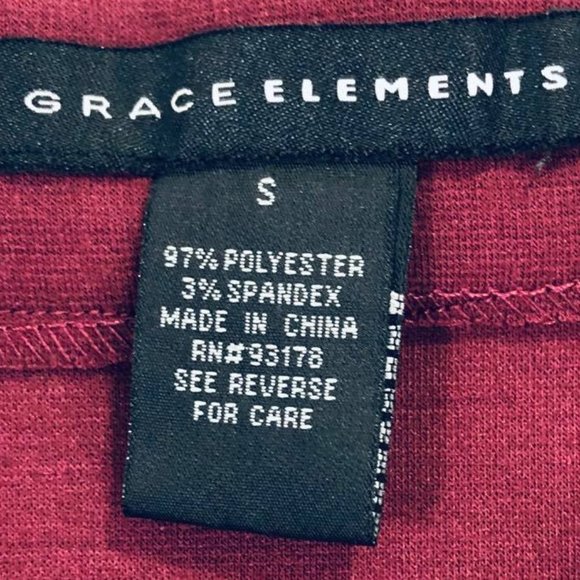 GRACE ELEMENTS
S
97% POLYESTER
3% SPANDEX
MADE IN CHINA
RN#93178
SEE REVERSE
FOR CARE